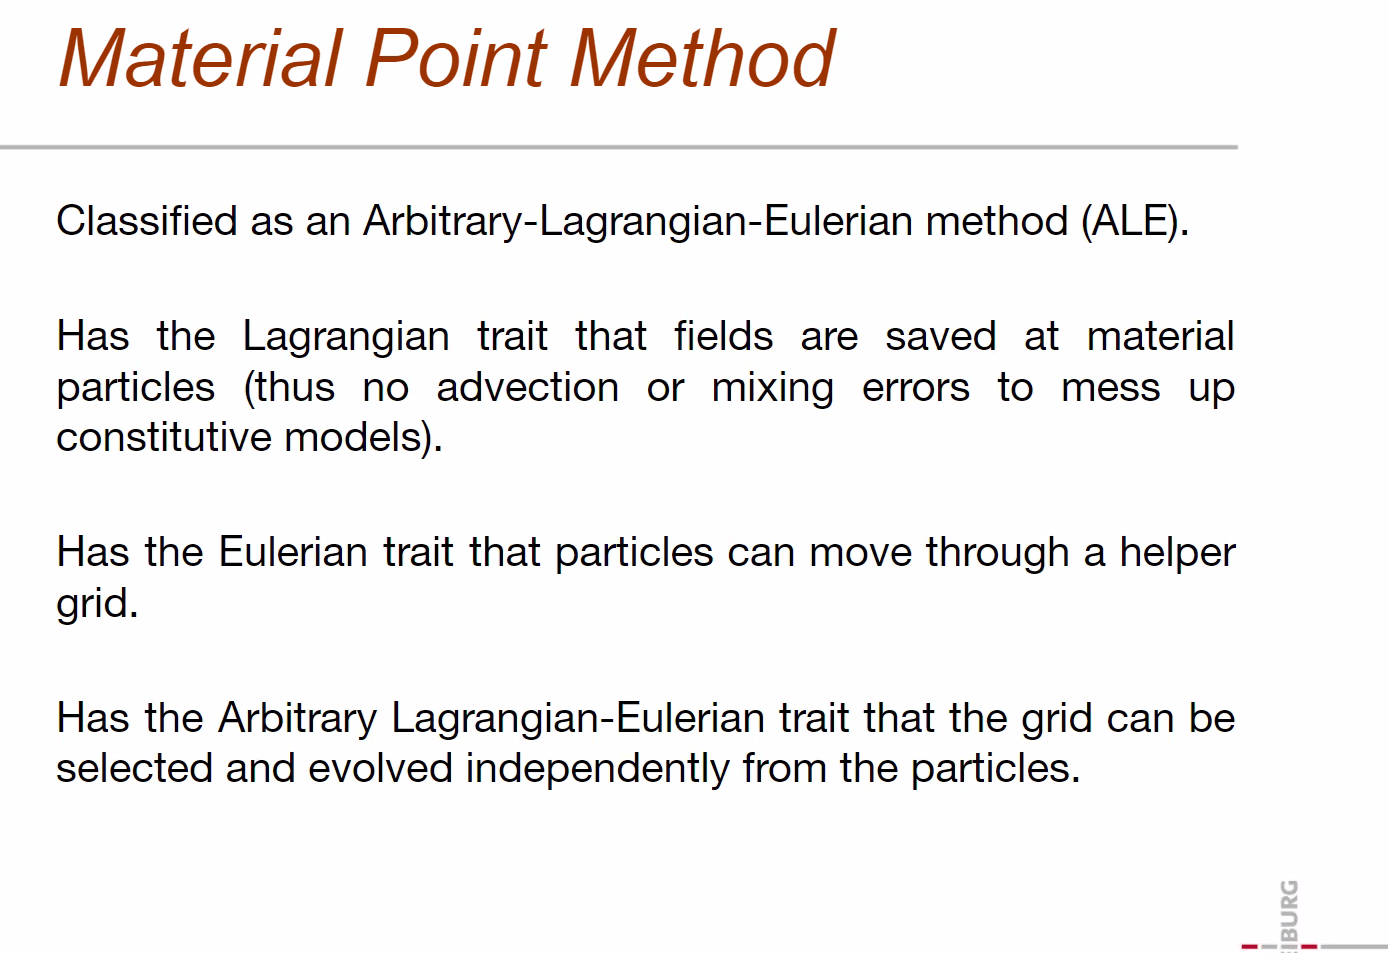 Material Point Method
Classified as an Arbitrary-Lagrangian-Eulerian method (ALE).
Has the Lagrangian trait that fields are saved at material
particles (thus no advection or mixing errors to mess up
constitutive models).
Has the Eulerian trait that particles can move through a helper
grid.
Has the Arbitrary Lagrangian-Eulerian trait that the grid can be
selected and evolved independently from the particles.
IBURG